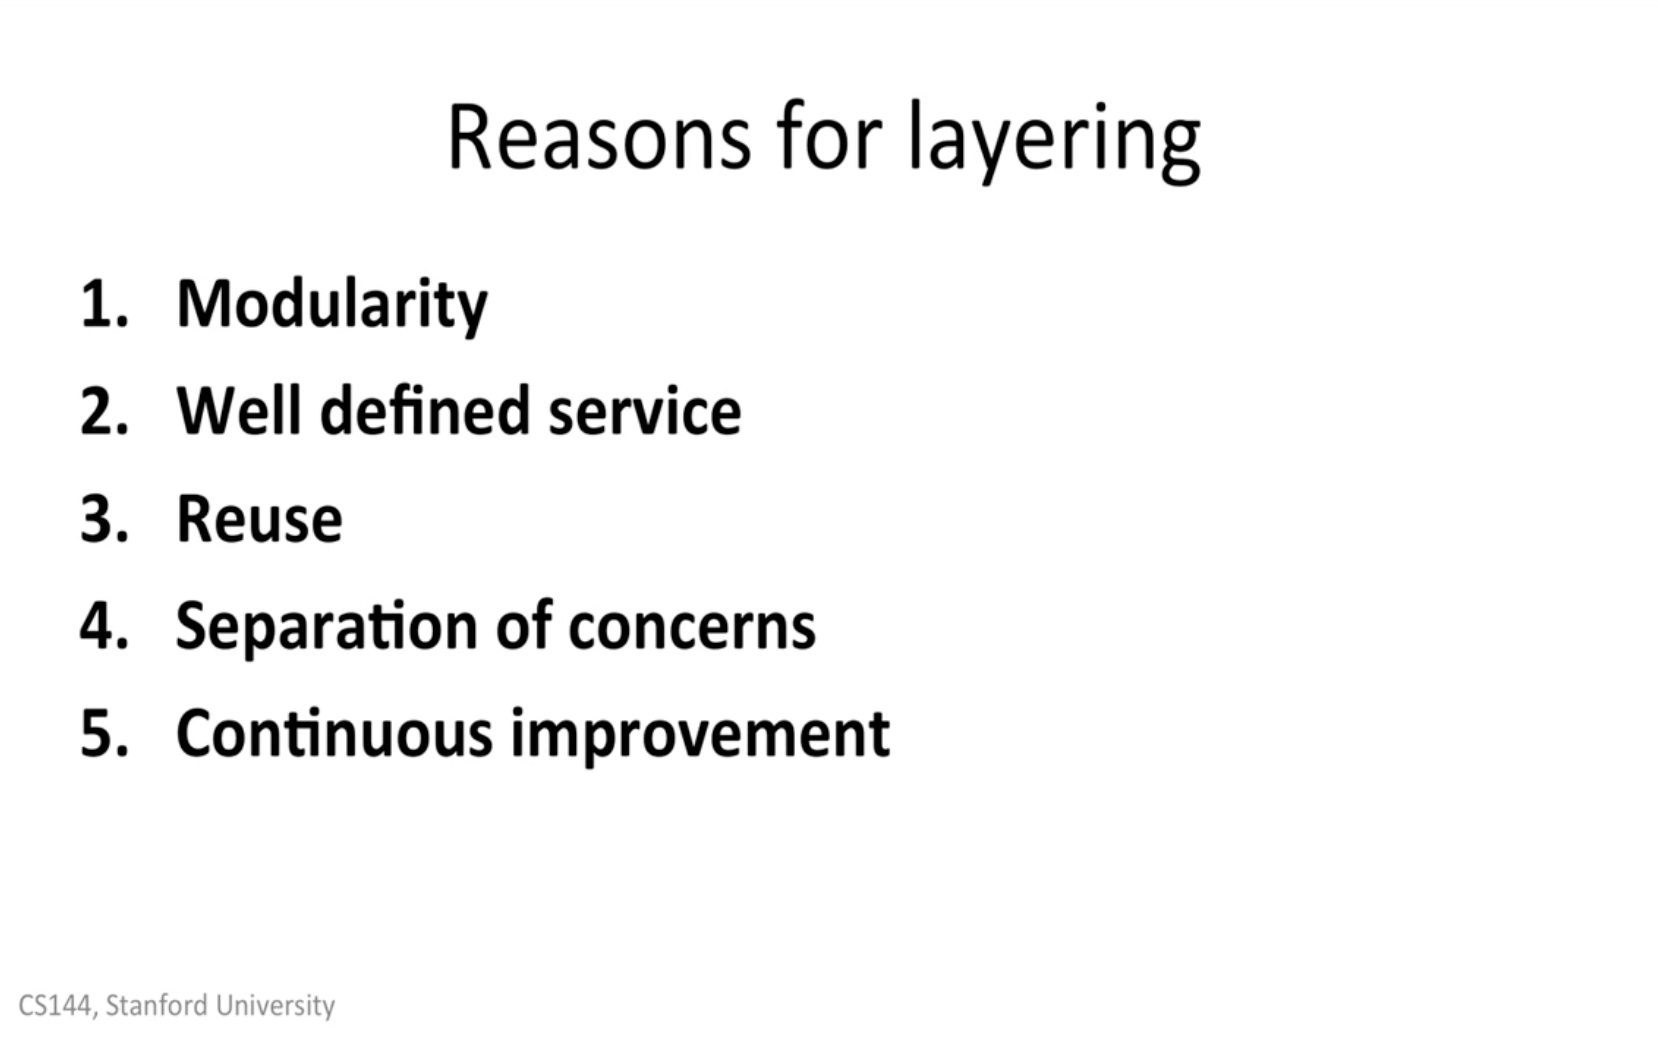 Reasons for layering
1. Modularity
2. Well defined service
3. Reuse
4. Separation of concerns
5. Continuous improvement
CS144, Stanford University